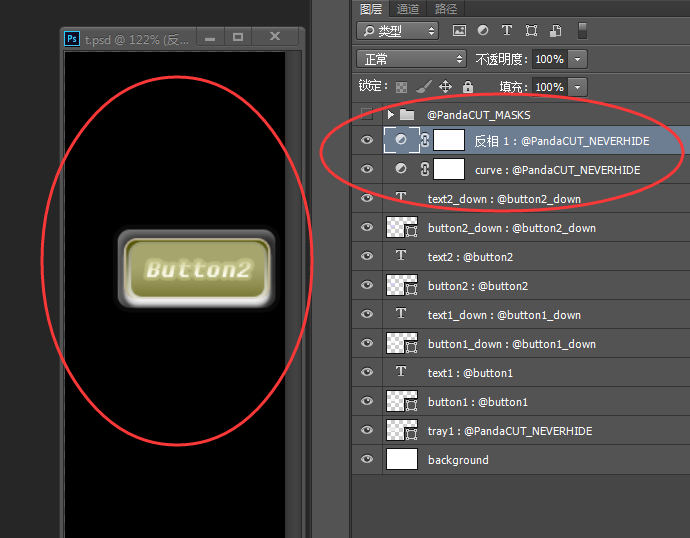 Ps t.psd @ 122% (反...
Button2
图层 通道 路径
类型
正常 不透明度: 100%
锁定: 填充: 100%
@PandaCUT_MASKS
反相 1 : @PandaCUT_NEVERHIDE
curve : @PandaCUT_NEVERHIDE
T text2_down : @button2_down
button2_down : @button2_down
T text2 : @button2
button2 : @button2
T text1_down : @button1_down
button1_down : @button1_down
T text1 : @button1
button1 : @button1
tray1 : @PandaCUT_NEVERHIDE
background